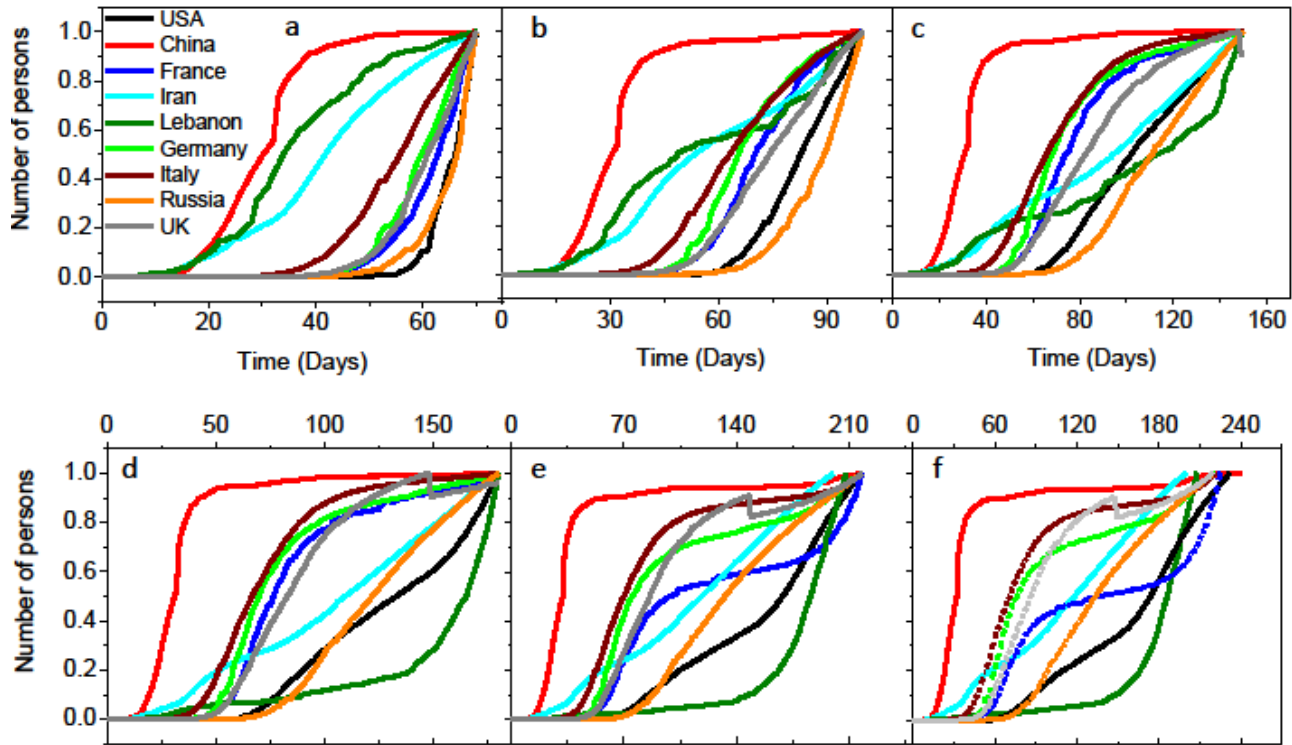 USA
China
France
Iran
Lebanon
Germany
Italy
Russia
UK
a
b
c
Number of persons
1.0
0.8
0.6
0.4
0.2
0.0
0 20 40 60
0 30 60 90
0 40 80 120 160
Time (Days)
Time (Days)
Time (Days)
0 50 100 150
0 70 140 210
0 60 120 180 240
d
e
f
Number of persons
1.0
0.8
0.6
0.4
0.2
0.0